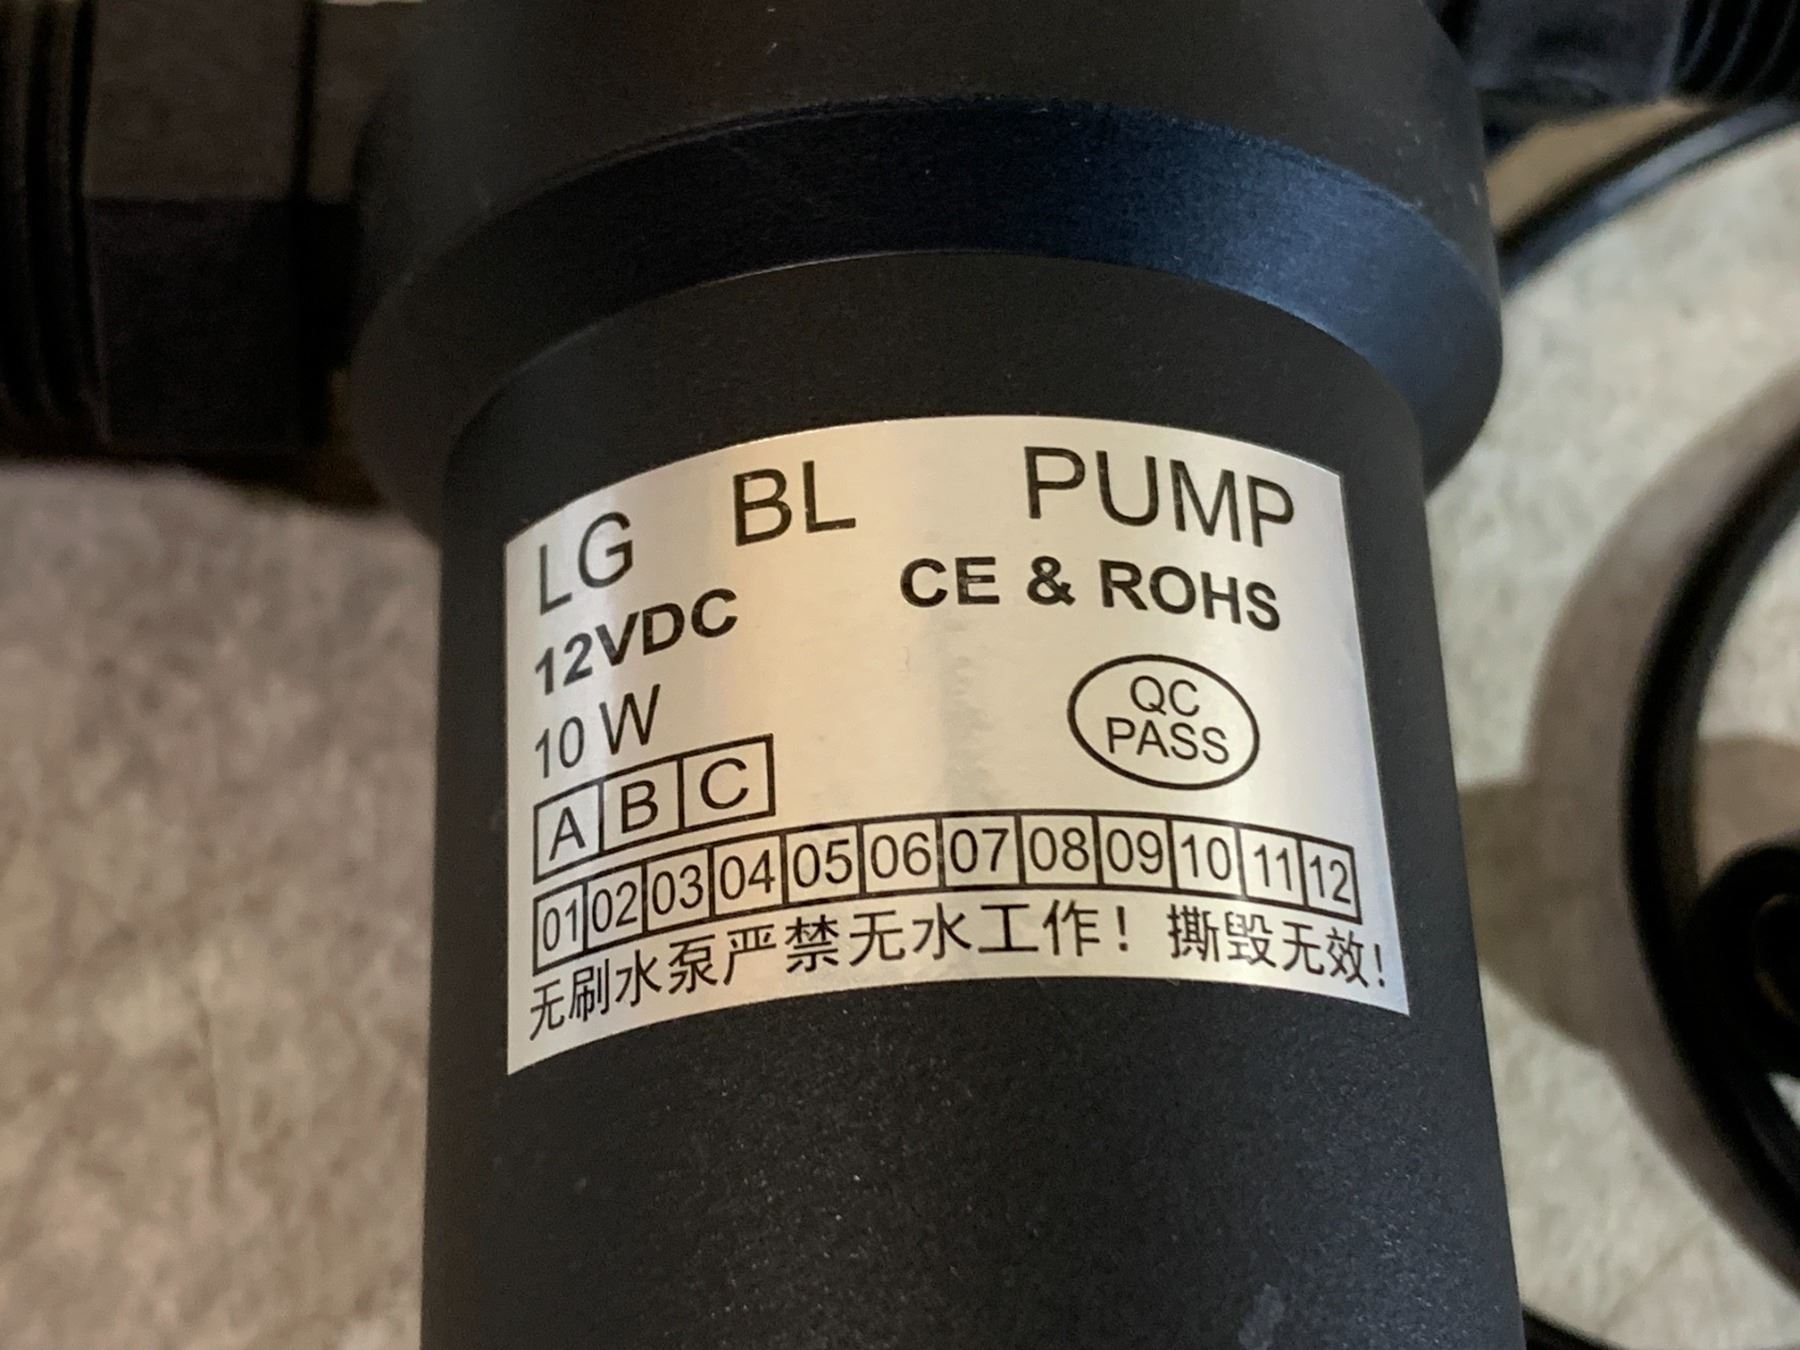 LG BL PUMP
12VDC CE & ROHS
10 W
QC
PASS
A B C
01 02 03 04 05 06 07 08 09 10 11 12
无刷水泵严禁无水工作！撕毁无效！